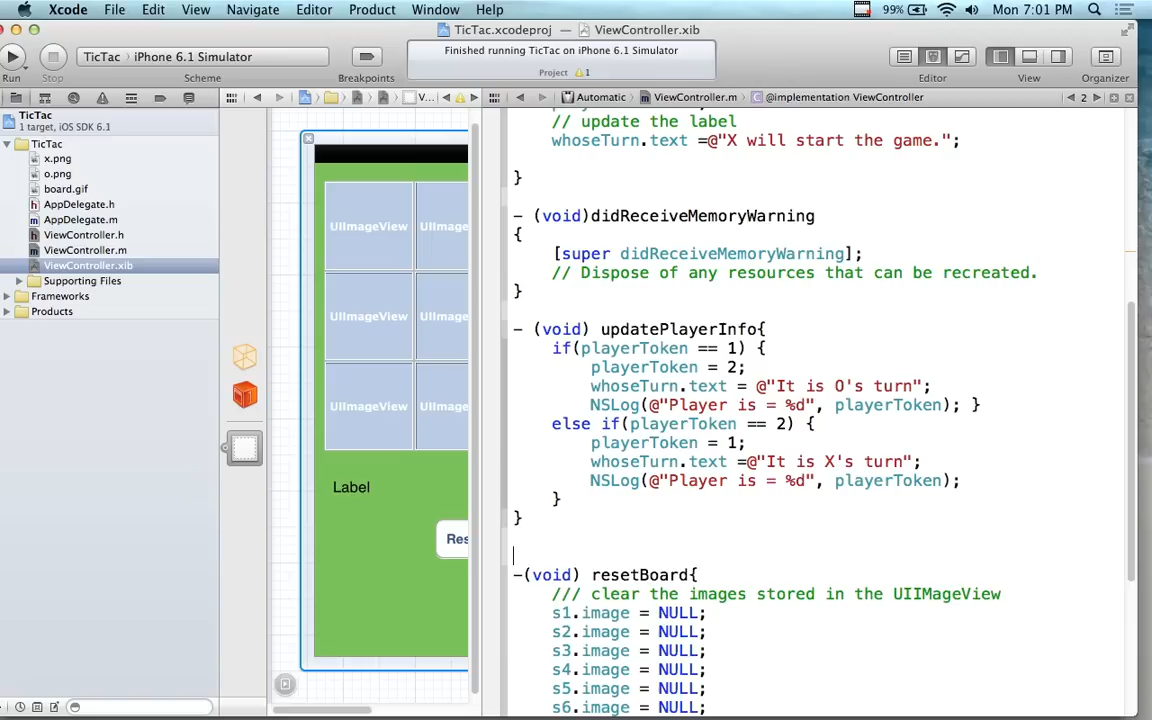 Xcode File Edit View Navigate Editor Product Window Help 99% Mon 7:01 PM
TicTac.xcodeproj — ViewController.xib
TicTac iPhone 6.1 Simulator
Finished running TicTac on iPhone 6.1 Simulator
Project 1
Run Stop Scheme Breakpoints Editor View Organizer
V... Automatic ViewController.m @implementation ViewController 2
TicTac
1 target, iOS SDK 6.1
TicTac
x.png
o.png
board.gif
AppDelegate.h
AppDelegate.m
ViewController.h
ViewController.m
ViewController.xib
Supporting Files
Frameworks
Products
UIImageView UIImageView
UIImageView UIImageView
UIImageView UIImageView
Label
Res
// update the label
whoseTurn.text =@"X will start the game.";
}
- (void)didReceiveMemoryWarning
{
[super didReceiveMemoryWarning];
// Dispose of any resources that can be recreated.
}
- (void) updatePlayerInfo{
if(playerToken == 1) {
playerToken = 2;
whoseTurn.text = @"It is O's turn";
NSLog(@"Player is = %d", playerToken); }
else if(playerToken == 2) {
playerToken = 1;
whoseTurn.text =@"It is X's turn";
NSLog(@"Player is = %d", playerToken);
}
}
-(void) resetBoard{
/// clear the images stored in the UIIMageView
s1.image = NULL;
s2.image = NULL;
s3.image = NULL;
s4.image = NULL;
s5.image = NULL;
s6.image = NULL;